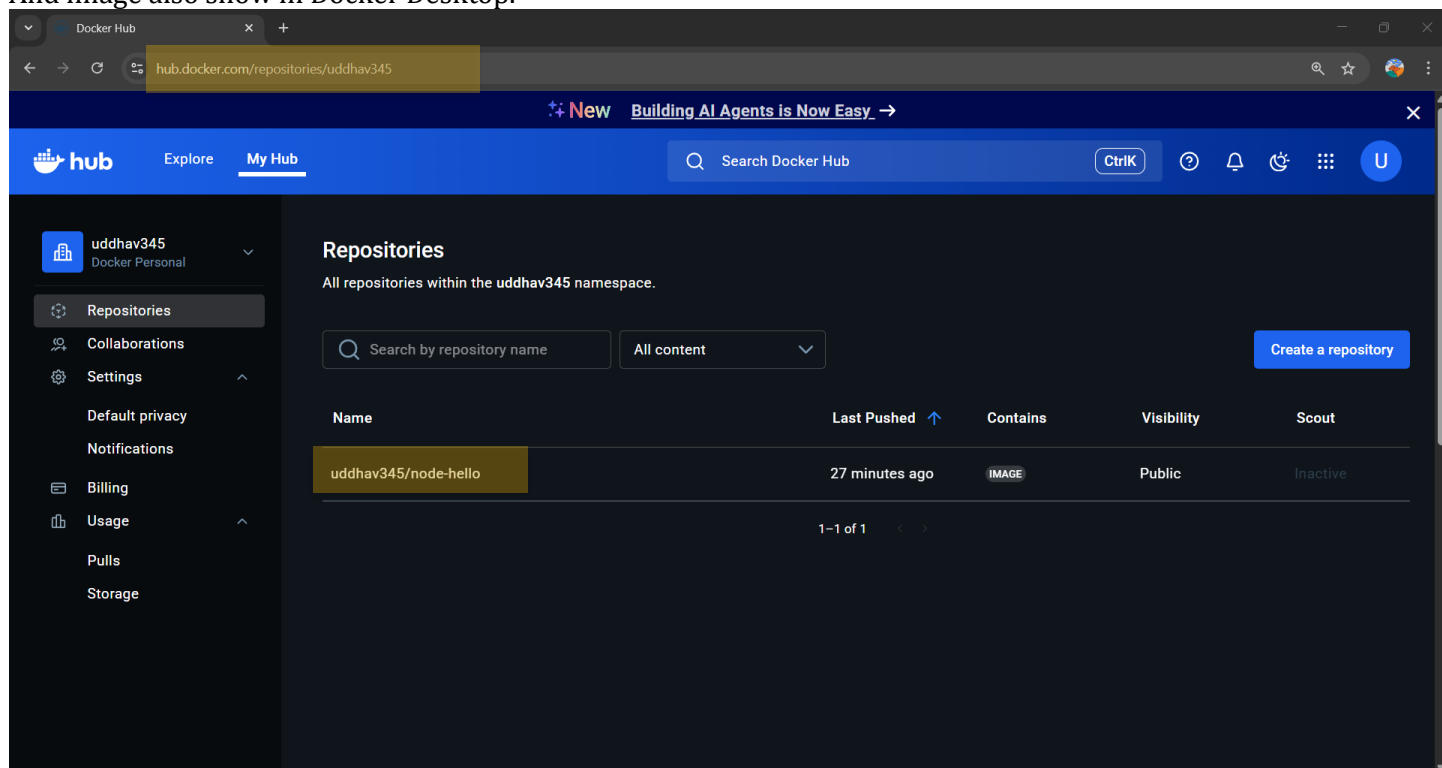 And image also show in Docker Desktop.
Docker Hub
hub.docker.com/repositories/uddhav345
New Building AI Agents is Now Easy →
hub Explore My Hub Search Docker Hub CtrlK U
uddhav345
Docker Personal
Repositories
Collaborations
Settings
Default privacy
Notifications
Billing
Usage
Pulls
Storage
Repositories
All repositories within the uddhav345 namespace.
Search by repository name All content Create a repository
Name Last Pushed Contains Visibility Scout
uddhav345/node-hello 27 minutes ago IMAGE Public Inactive
1–1 of 1